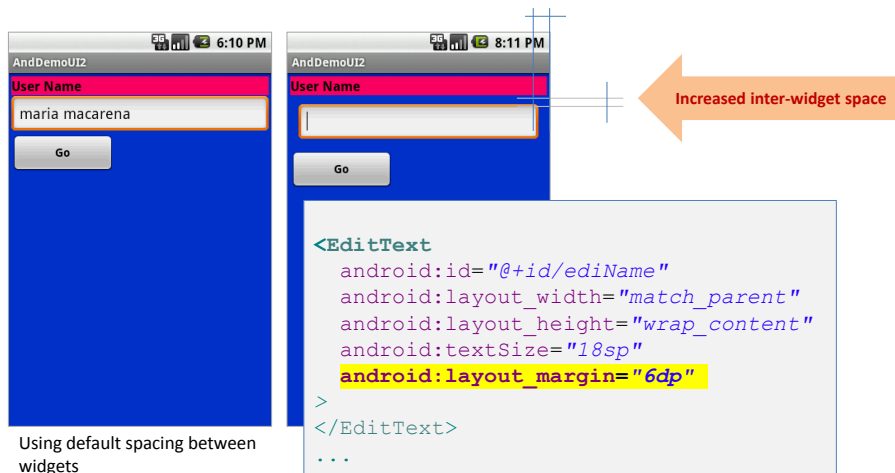 3G 6:10 PM
AndDemoUI2
User Name
maria macarena
Go
Using default spacing between
widgets
3G 8:11 PM
AndDemoUI2
User Name
Go
Increased inter-widget space
<EditText
android:id="@+id/ediName"
android:layout_width="match_parent"
android:layout_height="wrap_content"
android:textSize="18sp"
android:layout_margin="6dp"
>
</EditText>
...